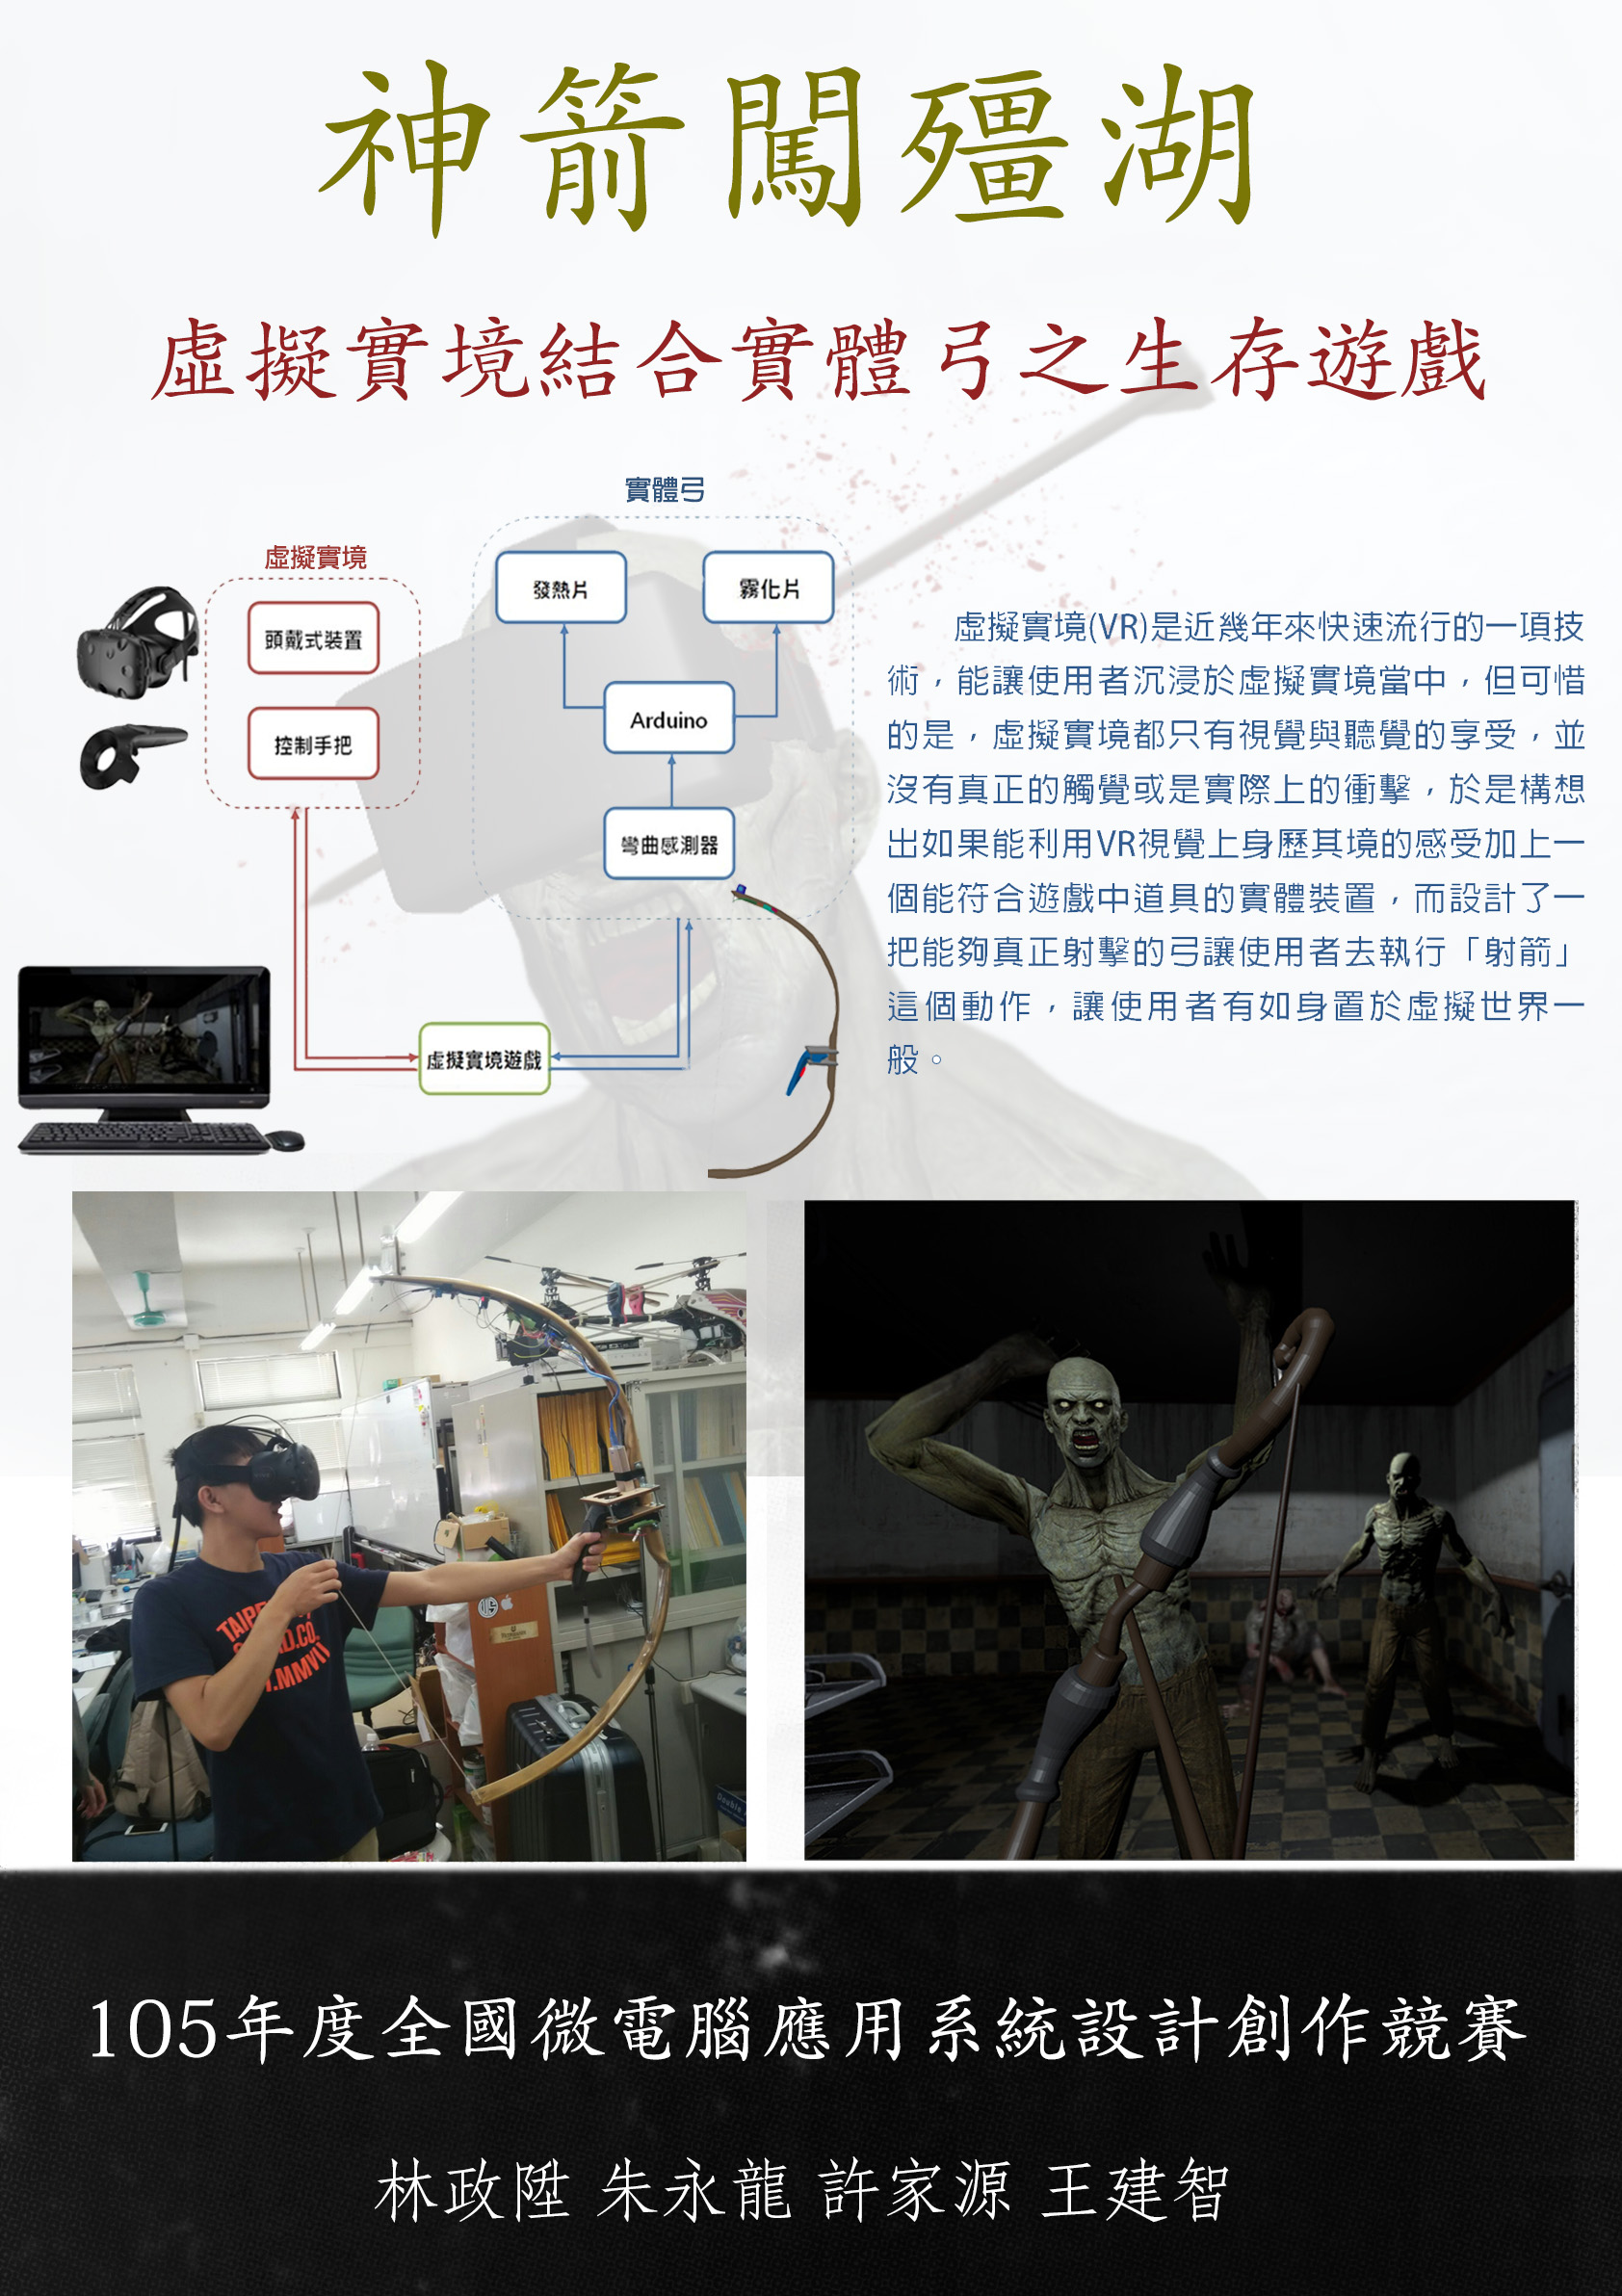 神箭闖殭湖
虛擬實境結合實體弓之生存遊戲
實體弓
虛擬實境
發熱片
霧化片
頭戴式裝置
Arduino
控制手把
彎曲感測器
虛擬實境遊戲
虛擬實境(VR)是近幾年來快速流行的一項技
術，能讓使用者沉浸於虛擬實境當中，但可惜
的是，虛擬實境都只有視覺與聽覺的享受，並
沒有真正的觸覺或是實際上的衝擊，於是構想
出如果能利用VR視覺上身歷其境的感受加上一
個能符合遊戲中道具的實體裝置，而設計了一
把能夠真正射擊的弓讓使用者去執行「射箭」
這個動作，讓使用者有如身置於虛擬世界一
般。
105年度全國微電腦應用系統設計創作競賽
林政陞 朱永龍 許家源 王建智